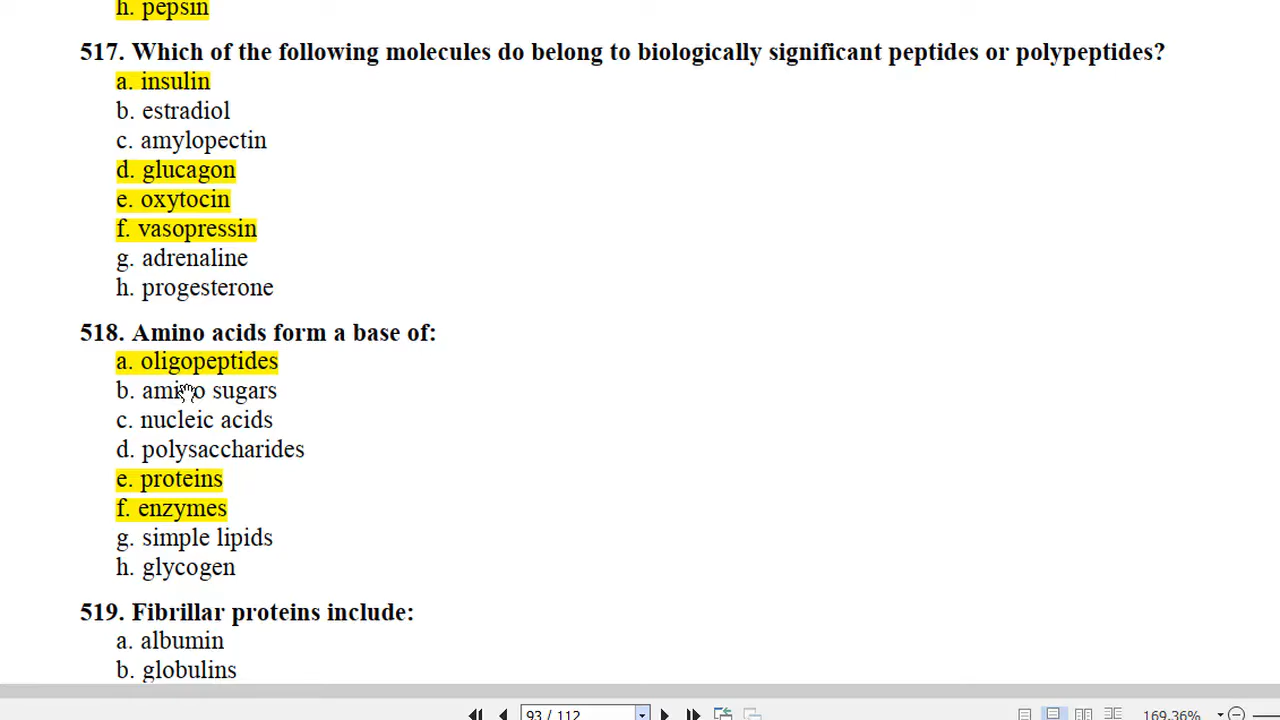 h. pepsin
517. Which of the following molecules do belong to biologically significant peptides or polypeptides?
a. insulin
b. estradiol
c. amylopectin
d. glucagon
e. oxytocin
f. vasopressin
g. adrenaline
h. progesterone
518. Amino acids form a base of:
a. oligopeptides
b. amino sugars
c. nucleic acids
d. polysaccharides
e. proteins
f. enzymes
g. simple lipids
h. glycogen
519. Fibrillar proteins include:
a. albumin
b. globulins
93 / 112
169.36%